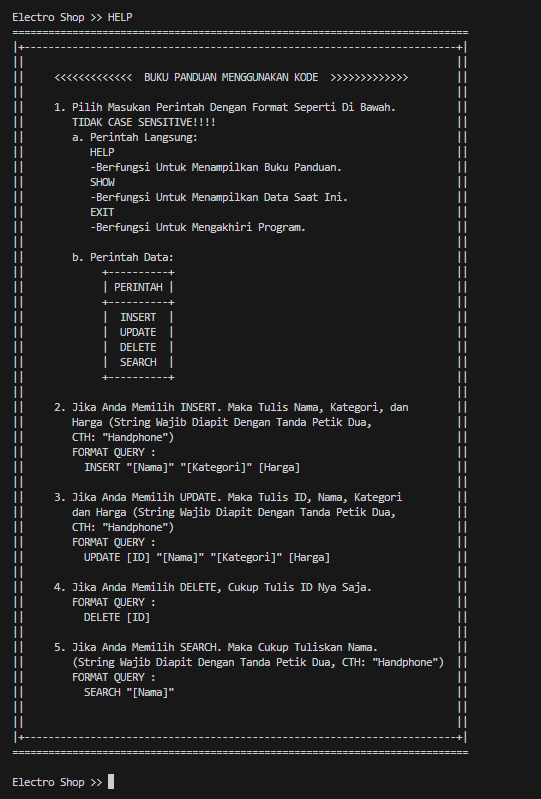 Electro Shop >> HELP
============================================================================
|+------------------------------------------------------------------------+|
<<<<<<<<<<<<< BUKU PANDUAN MENGGUNAKAN KODE >>>>>>>>>>>>>
1. Pilih Masukan Perintah Dengan Format Seperti Di Bawah.
TIDAK CASE SENSITIVE!!!!
a. Perintah Langsung:
HELP
-Berfungsi Untuk Menampilkan Buku Panduan.
SHOW
-Berfungsi Untuk Menampilkan Data Saat Ini.
EXIT
-Berfungsi Untuk Mengakhiri Program.
b. Perintah Data:
+----------+
| PERINTAH |
+----------+
| INSERT |
| UPDATE |
| DELETE |
| SEARCH |
+----------+
2. Jika Anda Memilih INSERT. Maka Tulis Nama, Kategori, dan
Harga (String Wajib Diapit Dengan Tanda Petik Dua,
CTH: "Handphone")
FORMAT QUERY :
INSERT "[Nama]" "[Kategori]" [Harga]
3. Jika Anda Memilih UPDATE. Maka Tulis ID, Nama, Kategori
dan Harga (String Wajib Diapit Dengan Tanda Petik Dua,
CTH: "Handphone")
FORMAT QUERY :
UPDATE [ID] "[Nama]" "[Kategori]" [Harga]
4. Jika Anda Memilih DELETE, Cukup Tulis ID Nya Saja.
FORMAT QUERY :
DELETE [ID]
5. Jika Anda Memilih SEARCH. Maka Cukup Tuliskan Nama.
(String Wajib Diapit Dengan Tanda Petik Dua, CTH: "Handphone")
FORMAT QUERY :
SEARCH "[Nama]"
|+------------------------------------------------------------------------+|
============================================================================
Electro Shop >>